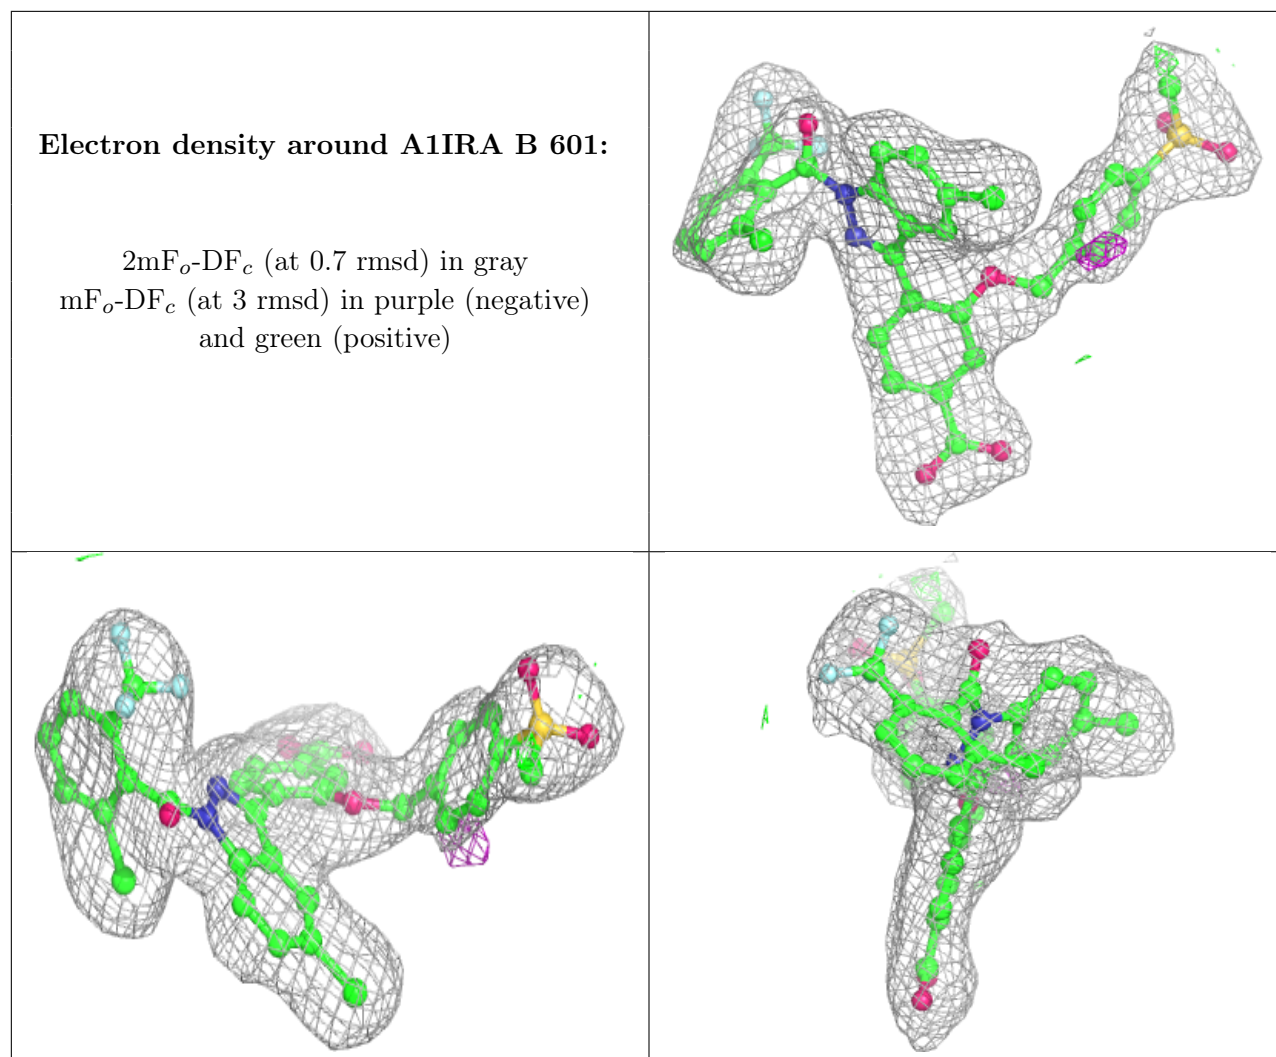 Electron density around A1IRA B 601:
2mFo-DFc (at 0.7 rmsd) in gray
mFo-DFc (at 3 rmsd) in purple (negative)
and green (positive)